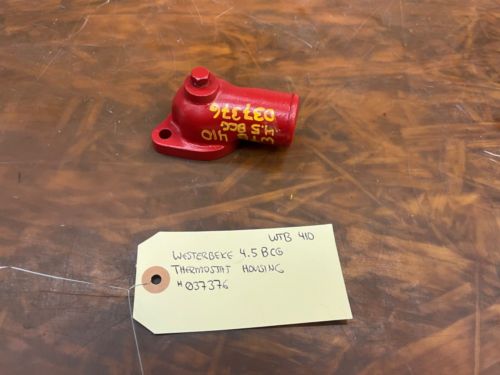 WTB 410
4.5 BCG
037376
WTB 410
WESTERBEKE 4.5 BCG
THERMOSTAT HOUSING
# 037376